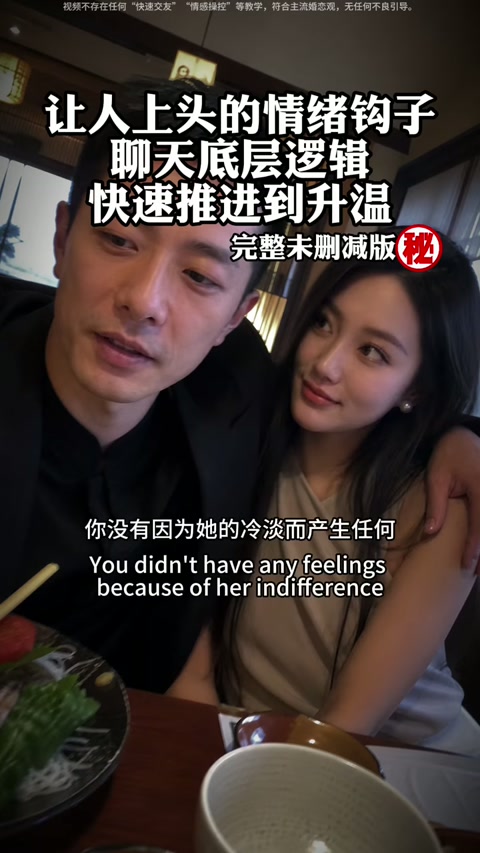 视频不存在任何“快速交友”“情感操控”等教学，符合主流婚恋观，无任何不良引导。
让人上头的情绪钩子
聊天底层逻辑
快速推进到升温
完整未删减版 秘
你没有因为她的冷淡而产生任何
You didn't have any feelings
because of her indifference